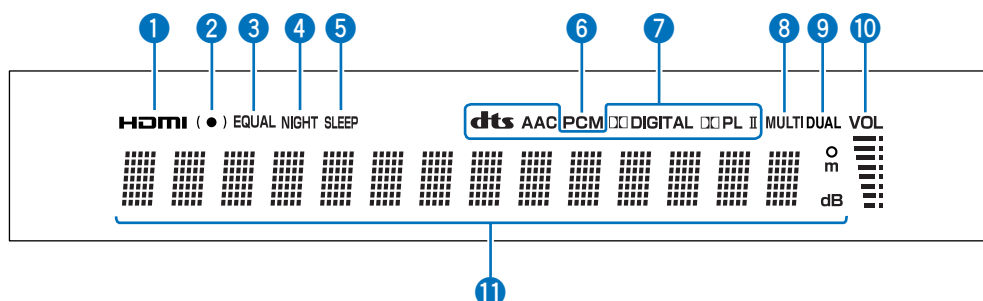 1 2 3 4 5 6 7 8 9 10
HDMI (●) EQUAL NIGHT SLEEP dts AAC PCM DIGITAL PL II MULTI DUAL VOL
m
dB
11